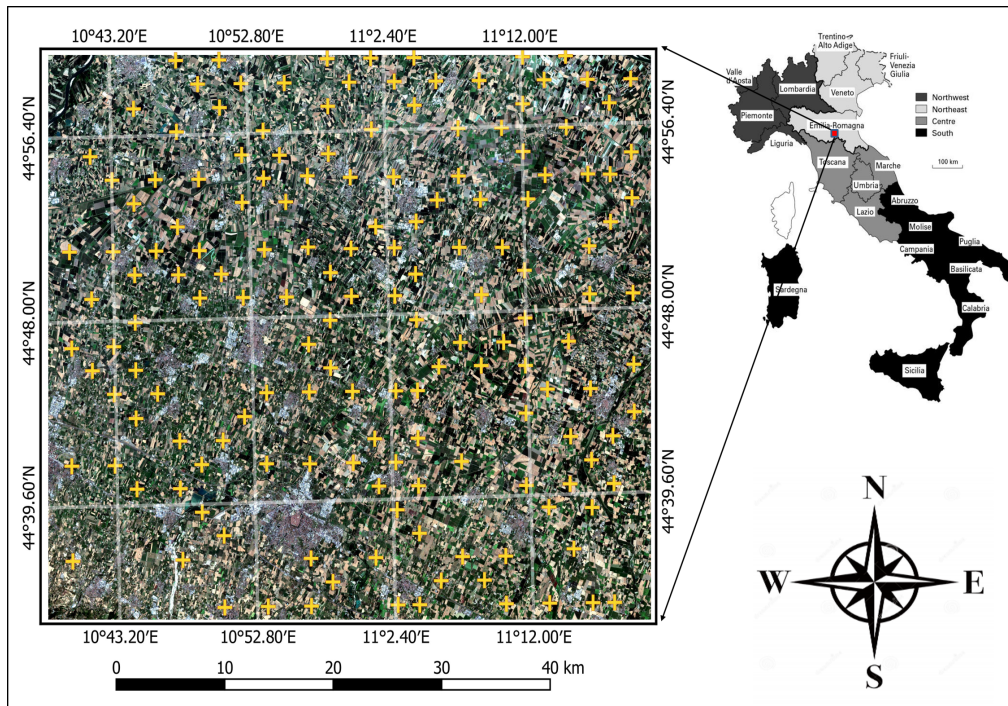 10°43.20′E 10°52.80′E 11°2.40′E 11°12.00′E
44°56.40′N
44°48.00′N
44°39.60′N
44°56.40′N
44°48.00′N
44°39.60′N
10°43.20′E 10°52.80′E 11°2.40′E 11°12.00′E
0 10 20 30 40 km
Trentino-
Alto Adige
Friuli-
Venezia
Giulia
Valle
d'Aosta
Lombardia
Veneto
Piemonte
Emilia-Romagna
Liguria
Toscana
Marche
Umbria
Lazio
Abruzzo
Molise
Campania
Puglia
Basilicata
Sardegna
Calabria
Sicilia
Northwest
Northeast
Centre
South
100 km
N
W E
S